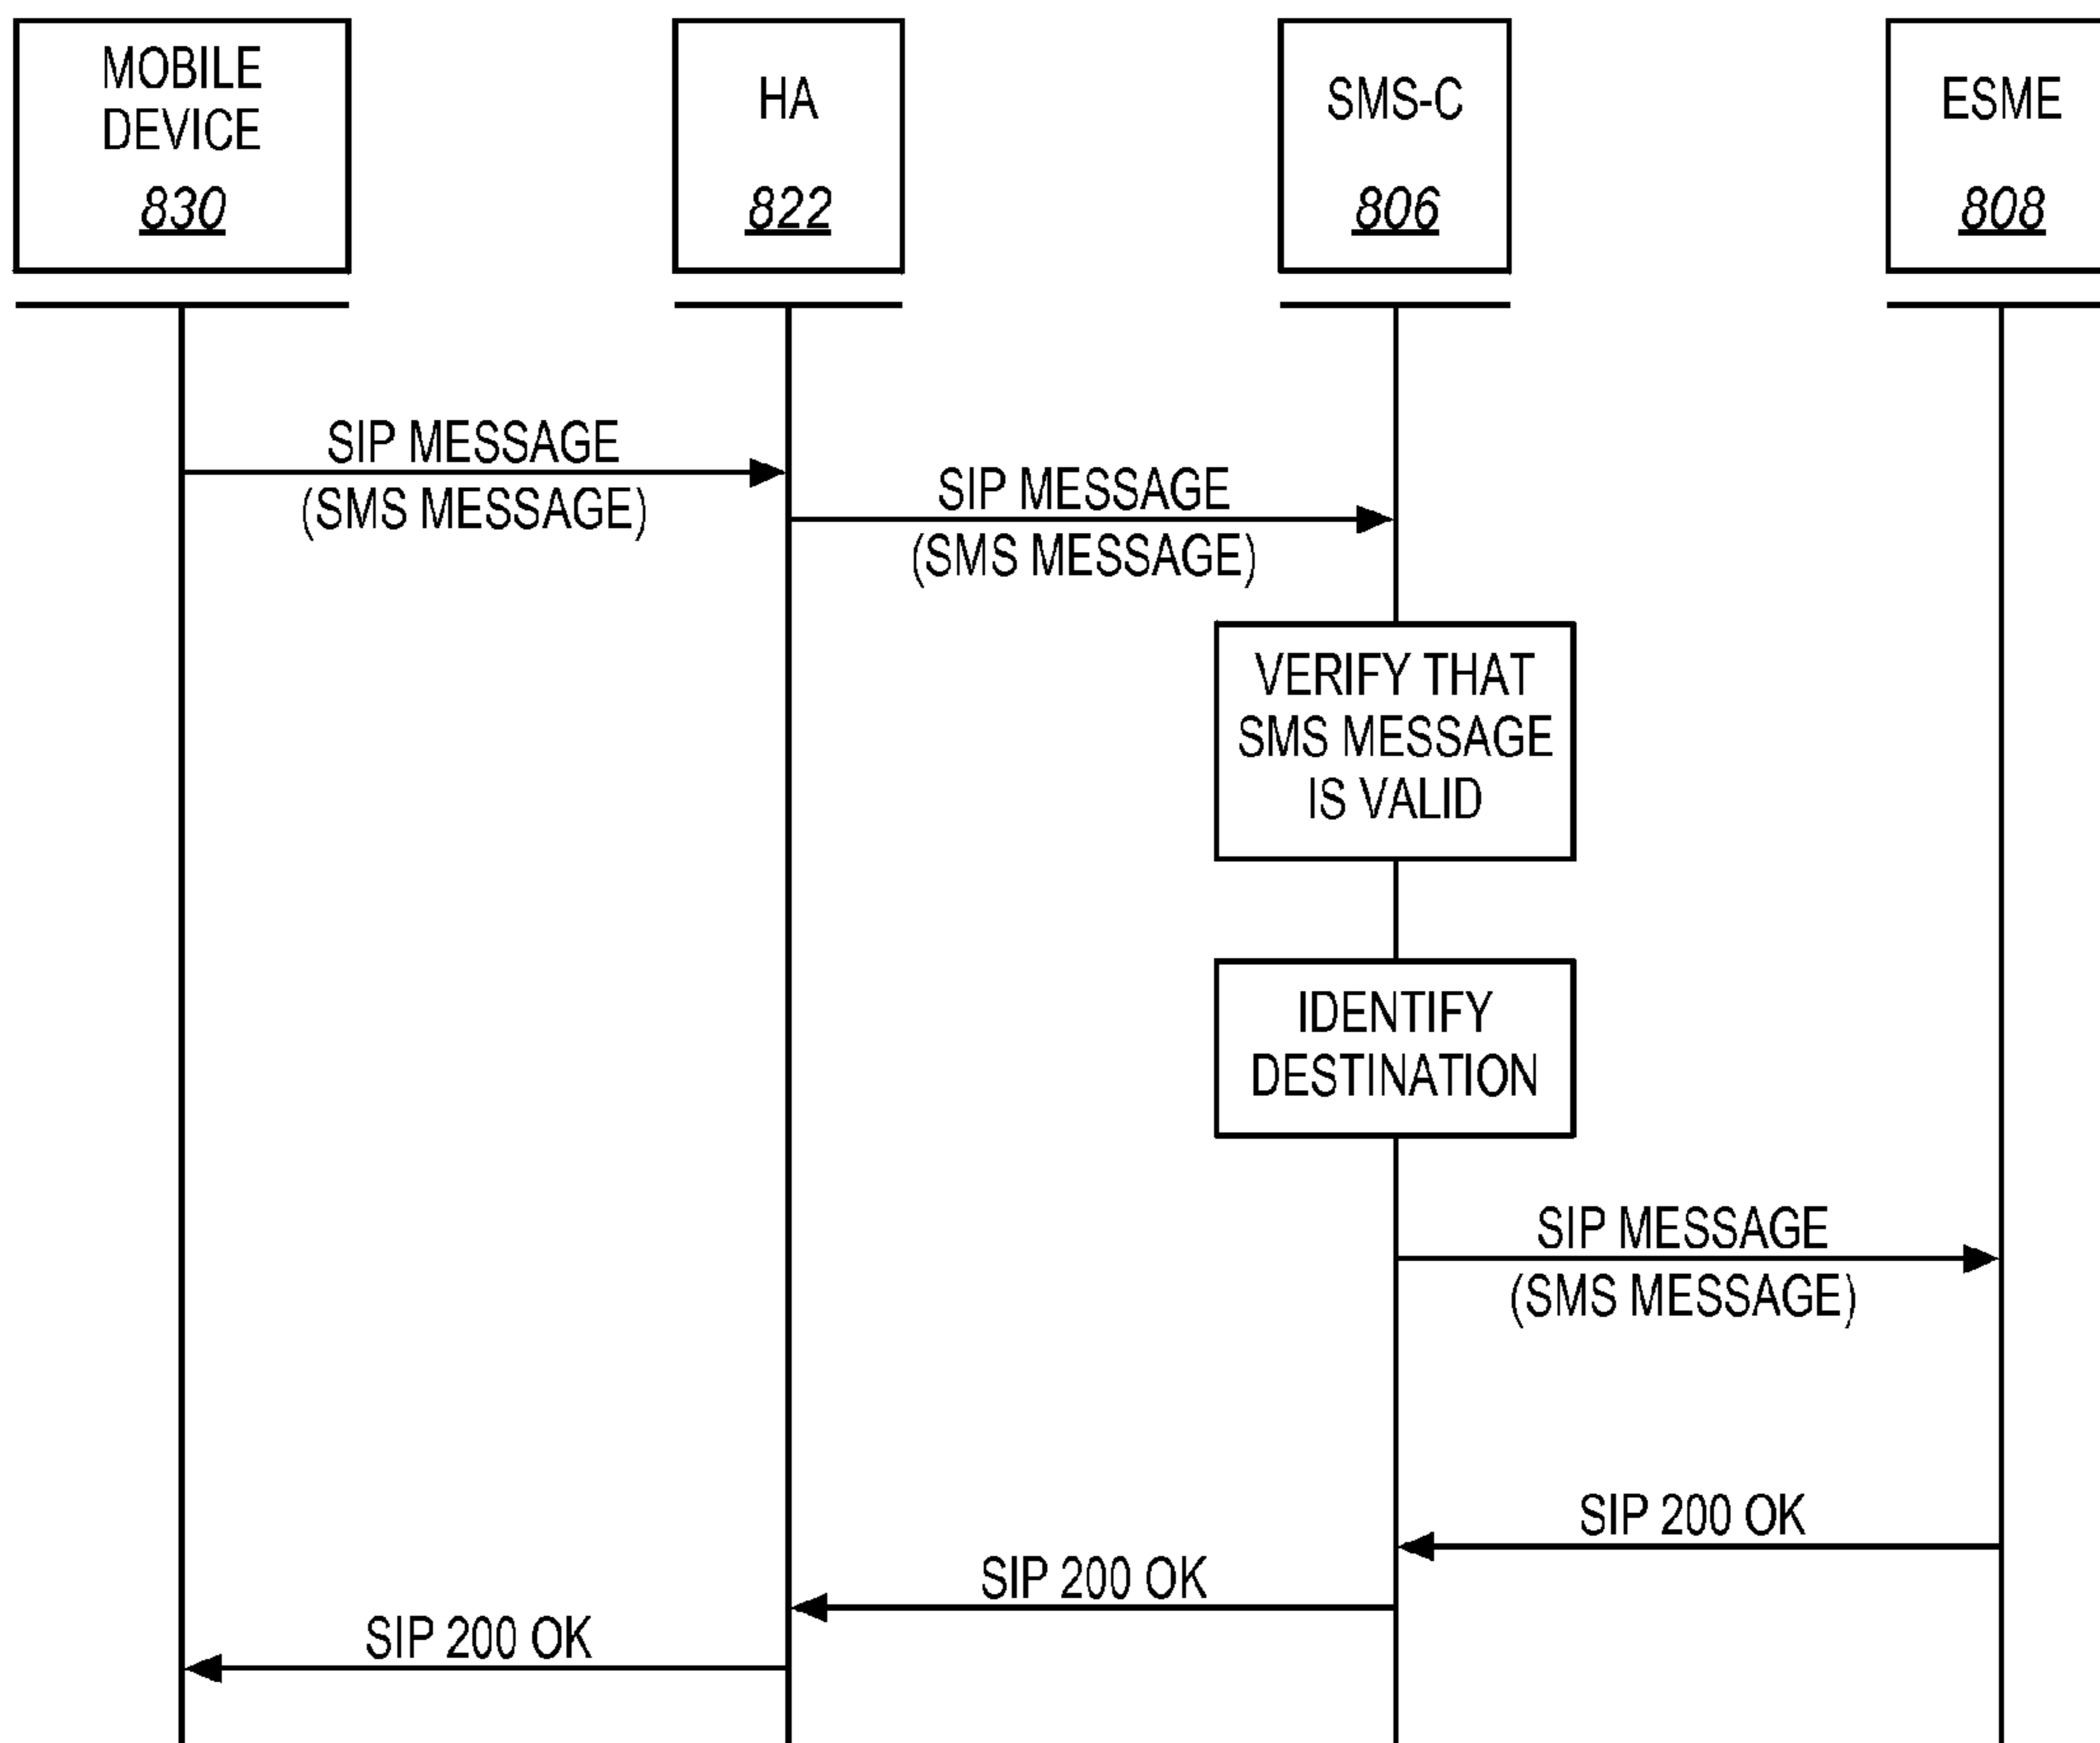 MOBILE
DEVICE
830
HA
822
SMS-C
806
ESME
808
SIP MESSAGE
(SMS MESSAGE)
SIP MESSAGE
(SMS MESSAGE)
VERIFY THAT
SMS MESSAGE
IS VALID
IDENTIFY
DESTINATION
SIP MESSAGE
(SMS MESSAGE)
SIP 200 OK
SIP 200 OK
SIP 200 OK